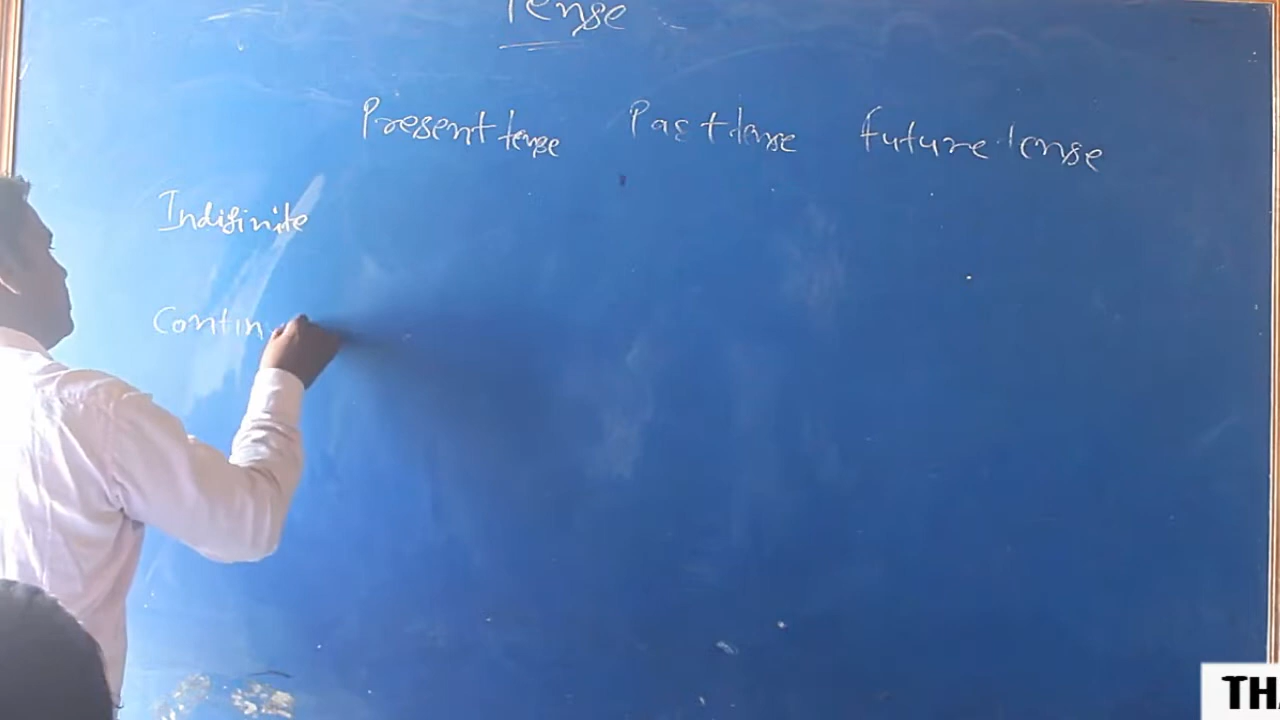 Tense
Present tense Past tense future tense
Indifinite
Contin
TH